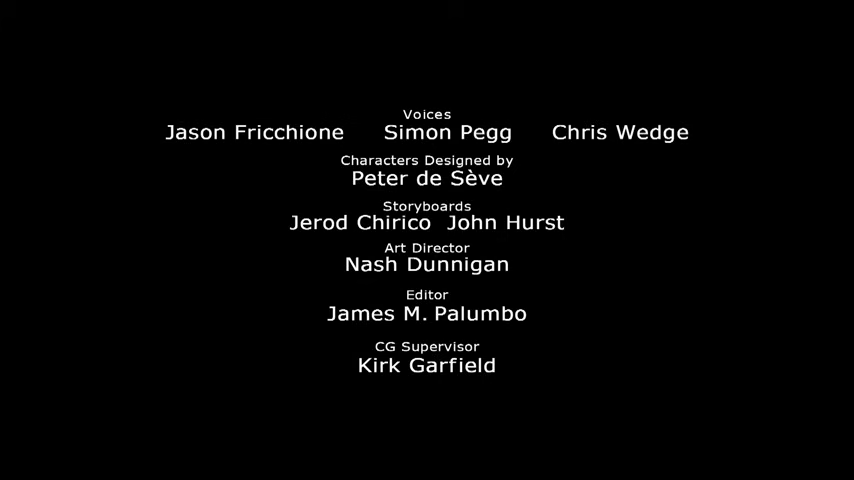 Voices
Jason Fricchione Simon Pegg Chris Wedge
Characters Designed by
Peter de Sève
Storyboards
Jerod Chirico John Hurst
Art Director
Nash Dunnigan
Editor
James M. Palumbo
CG Supervisor
Kirk Garfield